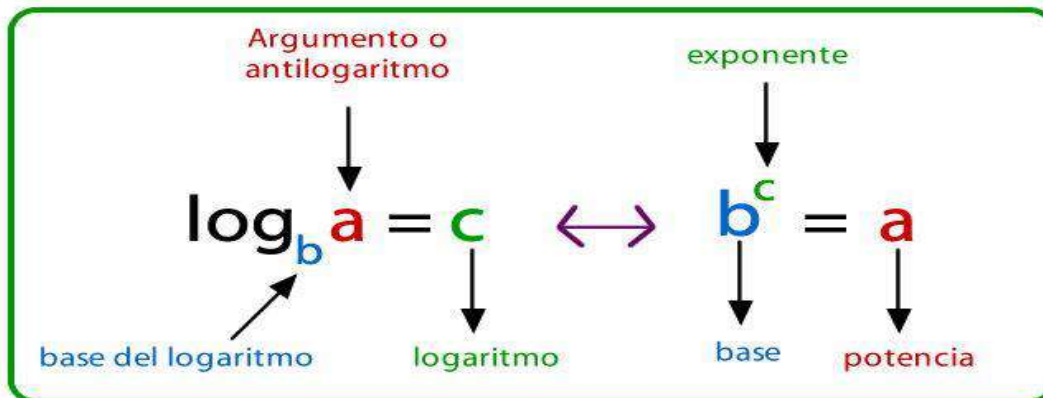 Argumento o
antilogaritmo
exponente
log_b a = c ↔ b^c = a
base del logaritmo
logaritmo
base
potencia